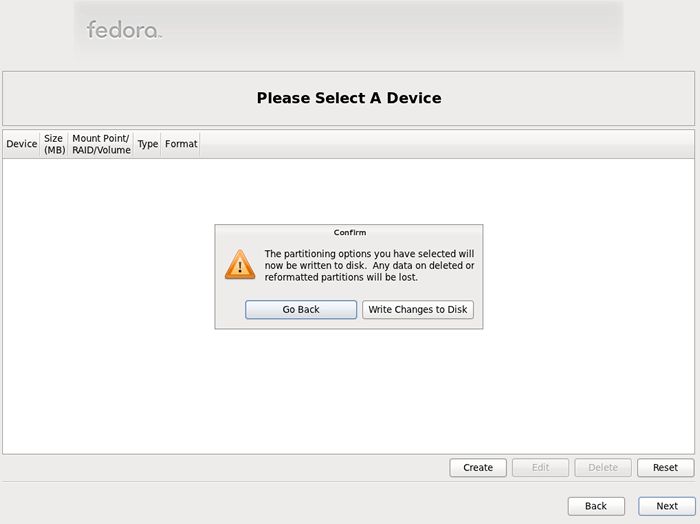 fedora
Please Select A Device
Device
Size
(MB)
Mount Point/
RAID/Volume
Type
Format
Confirm
The partitioning options you have selected will
now be written to disk.  Any data on deleted or
reformatted partitions will be lost.
Go Back
Write Changes to Disk
Create
Edit
Delete
Reset
Back
Next